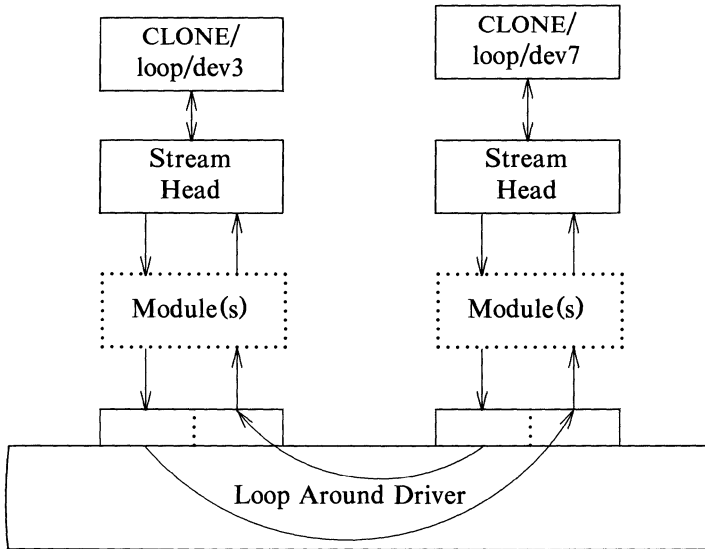 CLONE/
loop/dev3
CLONE/
loop/dev7
Stream
Head
Stream
Head
Module(s)
Module(s)
Loop Around Driver